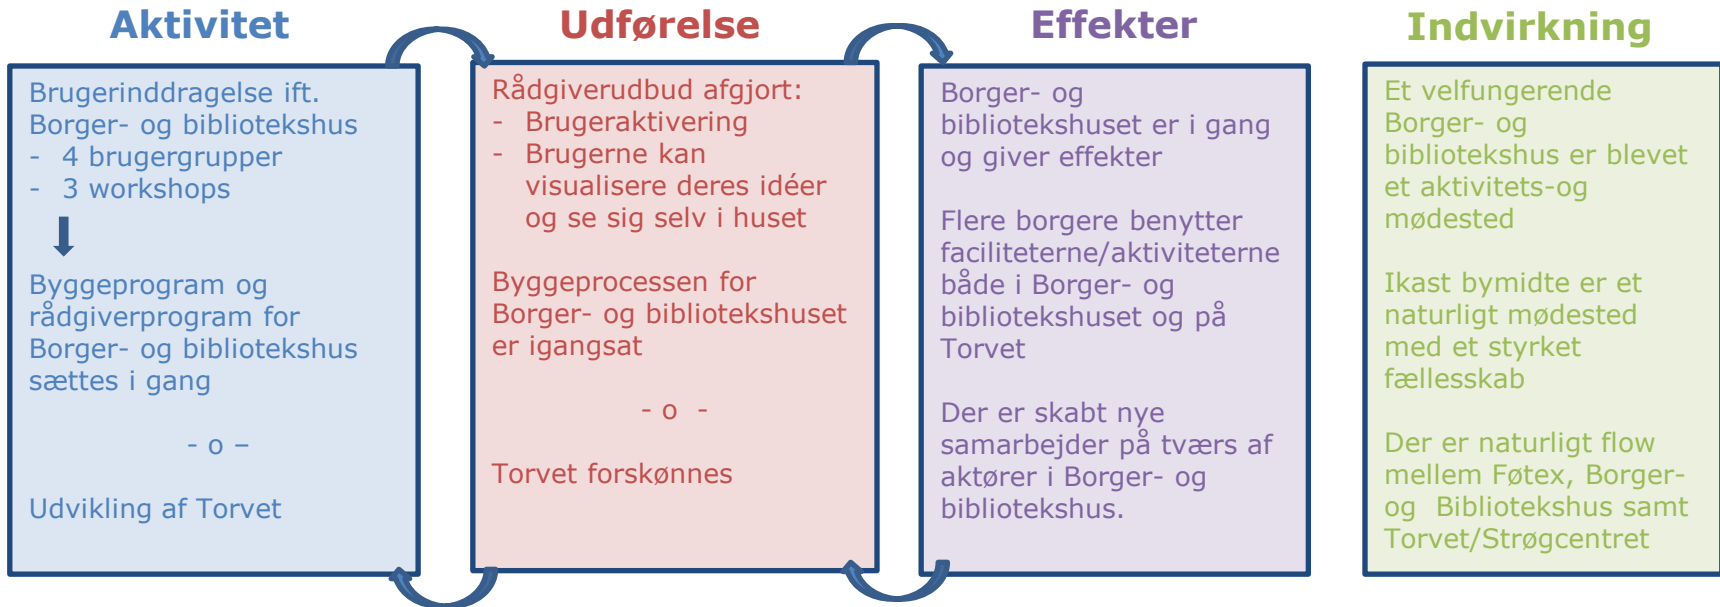 Aktivitet
Brugerinddragelse ift.
Borger- og bibliotekshus
- 4 brugergrupper
- 3 workshops
Byggeprogram og
rådgiverprogram for
Borger- og bibliotekshus
sættes i gang
- o –
Udvikling af Torvet
Udførelse
Rådgiverudbud afgjort:
- Brugeraktivering
- Brugerne kan
visualisere deres idéer
og se sig selv i huset
Byggeprocessen for
Borger- og bibliotekshuset
er igangsat
- o -
Torvet forskønnes
Effekter
Borger- og
bibliotekshuset er i gang
og giver effekter
Flere borgere benytter
faciliteterne/aktiviteterne
både i Borger- og
bibliotekshuset og på
Torvet
Der er skabt nye
samarbejder på tværs af
aktører i Borger- og
bibliotekshus.
Indvirkning
Et velfungerende
Borger- og
bibliotekshus er blevet
et aktivitets-og
mødested
Ikast bymidte er et
naturligt mødested
med et styrket
fællesskab
Der er naturligt flow
mellem Føtex, Borger-
og Bibliotekshus samt
Torvet/Strøgcentret